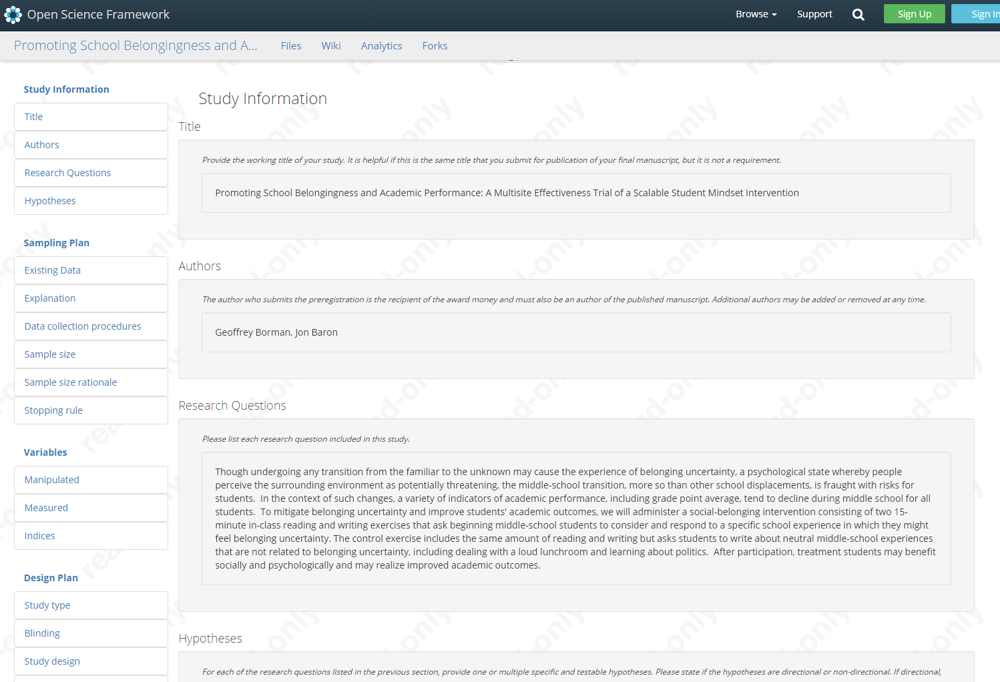 Open Science Framework
Browse
Support
Sign Up
Sign In
Promoting School Belongingness and A...
Files
Wiki
Analytics
Forks
Study Information
Title
Authors
Research Questions
Hypotheses
Sampling Plan
Existing Data
Explanation
Data collection procedures
Sample size
Sample size rationale
Stopping rule
Variables
Manipulated
Measured
Indices
Design Plan
Study type
Blinding
Study design
Study Information
Title
Provide the working title of your study. It is helpful if this is the same title that you submit for publication of your final manuscript, but it is not a requirement.
Promoting School Belongingness and Academic Performance: A Multisite Effectiveness Trial of a Scalable Student Mindset Intervention
Authors
The author who submits the preregistration is the recipient of the award money and must also be an author of the published manuscript. Additional authors may be added or removed at any time.
Geoffrey Borman, Jon Baron
Research Questions
Please list each research question included in this study.
Though undergoing any transition from the familiar to the unknown may cause the experience of belonging uncertainty, a psychological state whereby people
perceive the surrounding environment as potentially threatening, the middle-school transition, more so than other school displacements, is fraught with risks for
students.  In the context of such changes, a variety of indicators of academic performance, including grade point average, tend to decline during middle school for all
students.  To mitigate belonging uncertainty and improve students' academic outcomes, we will administer a social-belonging intervention consisting of two 15-
minute in-class reading and writing exercises that ask beginning middle-school students to consider and respond to a specific school experience in which they might
feel belonging uncertainty. The control exercise includes the same amount of reading and writing but asks students to write about neutral middle-school experiences
that are not related to belonging uncertainty, including dealing with a loud lunchroom and learning about politics.  After participation, treatment students may benefit
socially and psychologically and may realize improved academic outcomes.
Hypotheses
For each of the research questions listed in the previous section, provide one or multiple specific and testable hypotheses. Please state if the hypotheses are directional or non-directional. If directional,
read-only